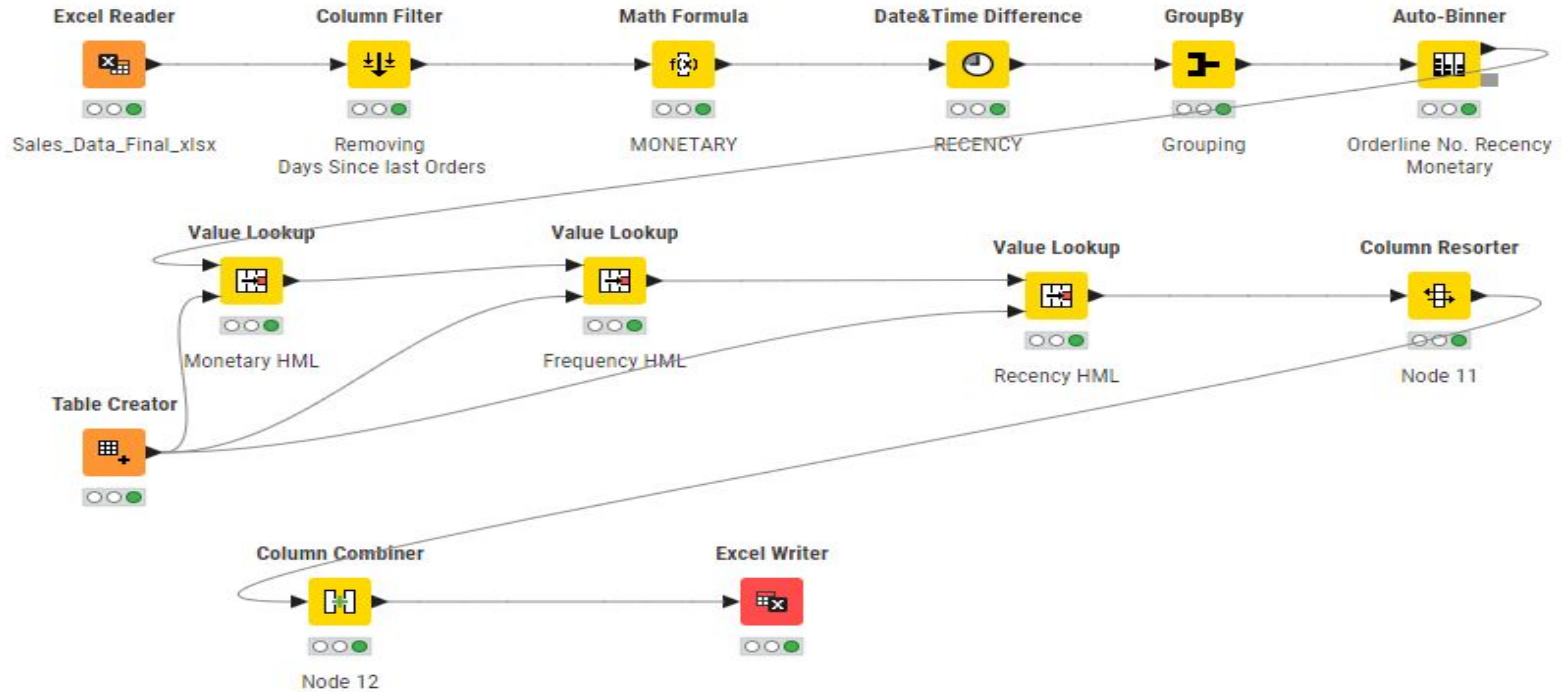 Excel Reader
Column Filter
Math Formula
Date&Time Difference
GroupBy
Auto-Binner
f(x)
Sales_Data_Final_xlsx
Removing
Days Since last Orders
MONETARY
RECENCY
Grouping
Orderline No. Recency
Monetary
Value Lookup
Value Lookup
Value Lookup
Column Resorter
Monetary HML
Frequency HML
Recency HML
Node 11
Table Creator
Column Combiner
Excel Writer
Node 12